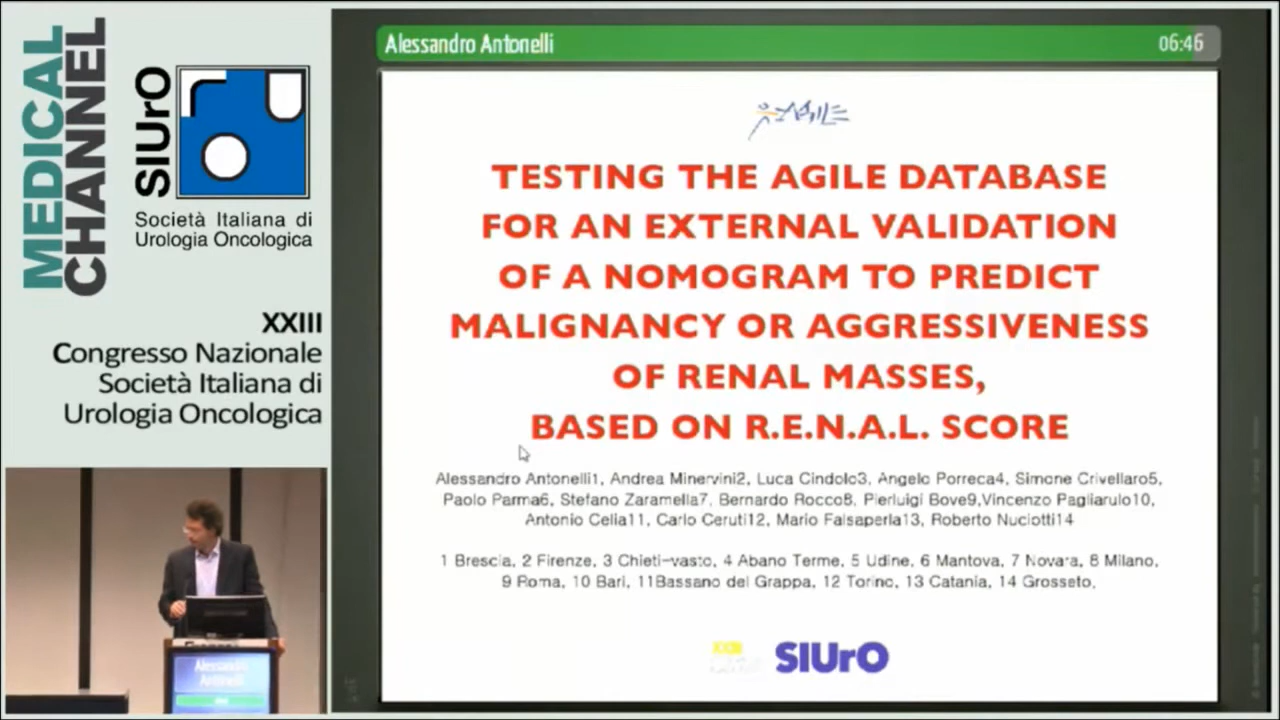 MEDICAL
CHANNEL
SIUrO
Società Italiana di
Urologia Oncologica
XXIII
Congresso Nazionale
Società Italiana di
Urologia Oncologica
Alessandro
Antonelli
Alessandro Antonelli
06:46
AGILE
TESTING THE AGILE DATABASE
FOR AN EXTERNAL VALIDATION
OF A NOMOGRAM TO PREDICT
MALIGNANCY OR AGGRESSIVENESS
OF RENAL MASSES,
BASED ON R.E.N.A.L. SCORE
Alessandro Antonelli1, Andrea Minervini2, Luca Cindolo3, Angelo Porreca4, Simone Crivellaro5,
Paolo Parma6, Stefano Zaramella7, Bernardo Rocco8, Pierluigi Bove9,Vincenzo Pagliarulo10,
Antonio Celia11, Carlo Ceruti12, Mario Falsaperla13, Roberto Nuciotti14
1 Brescia, 2 Firenze, 3 Chieti-vasto, 4 Abano Terme, 5 Udine, 6 Mantova, 7 Novara, 8 Milano,
9 Roma, 10 Bari, 11Bassano del Grappa, 12 Torino, 13 Catania, 14 Grosseto,
XXIII
SIUrO